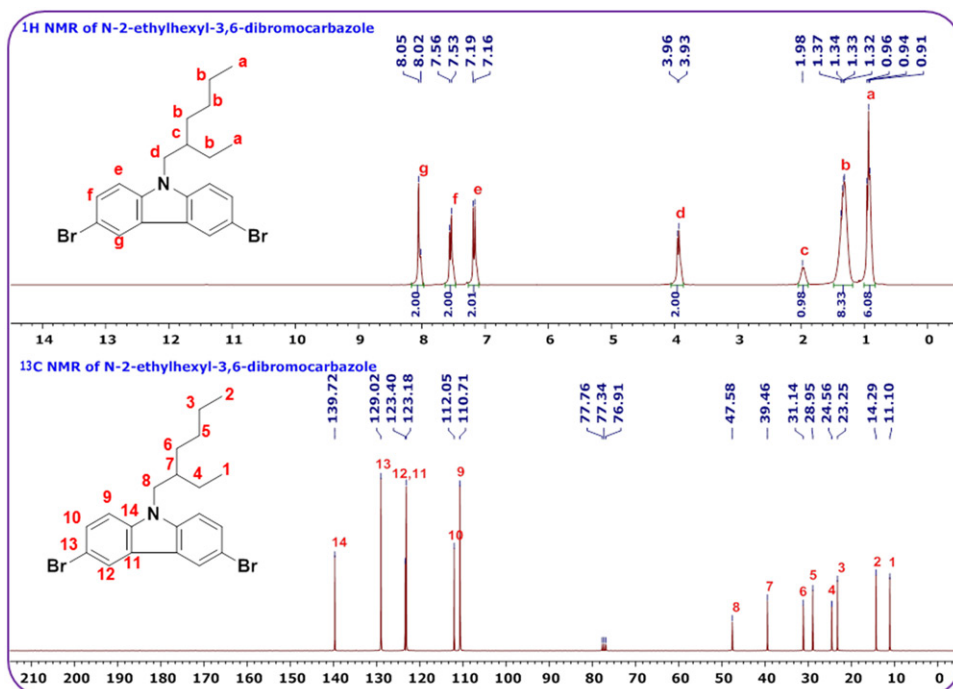 ¹H NMR of N-2-ethylhexyl-3,6-dibromocarbazole
8.05 8.02 7.56 7.53 7.19 7.16 3.96 3.93 1.98 1.37 1.34 1.33 1.32 0.96 0.94 0.91
b a
b
b
c b a
d
e
f N
Br g Br
g f e d c b a
2.00 2.00 2.01 2.00 0.98 8.33 6.08
14 13 12 11 10 9 8 7 6 5 4 3 2 1 0
¹³C NMR of N-2-ethylhexyl-3,6-dibromocarbazole
139.72 129.02 123.40 123.18 112.05 110.71 77.76 77.34 76.91 47.58 39.46 31.14 28.95 24.56 23.25 14.29 11.10
3 2
6 5
7
8 4 1
9
10 14 N
13
Br 12 11 Br
14 13 12,11 10 9 8 7 6 5 4 3 2 1
210 200 190 180 170 160 150 140 130 120 110 100 90 80 70 60 50 40 30 20 10 0